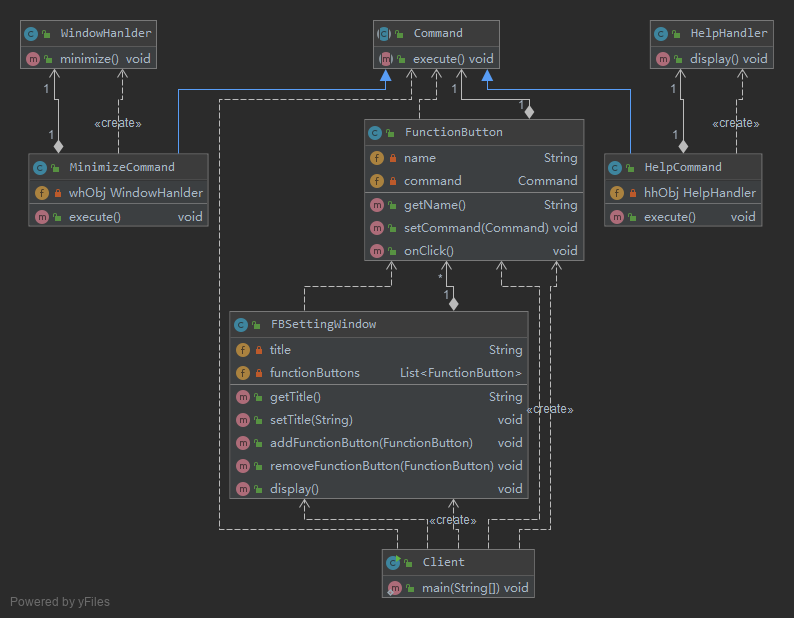 WindowHanlder
minimize() void
Command
execute() void
HelpHandler
display() void
1
1
1
«create»
1
1
«create»
1
FunctionButton
name String
command Command
getName() String
setCommand(Command) void
onClick() void
MinimizeCommand
whObj WindowHanlder
execute() void
HelpCommand
hhObj HelpHandler
execute() void
*
1
FBSettingWindow
title String
functionButtons List<FunctionButton>
getTitle() String
setTitle(String) void
addFunctionButton(FunctionButton) void
removeFunctionButton(FunctionButton) void
display() void
«create»
«create»
Client
main(String[]) void
Powered by yFiles